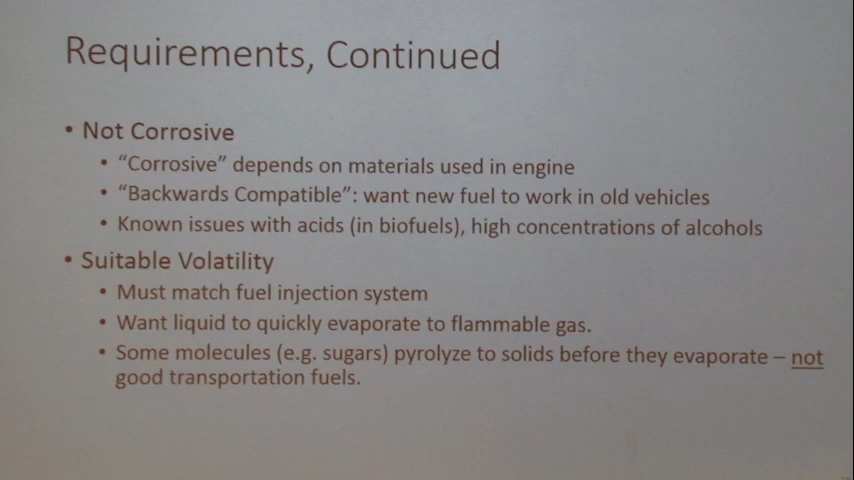 Requirements, Continued
• Not Corrosive
• “Corrosive” depends on materials used in engine
• “Backwards Compatible”: want new fuel to work in old vehicles
• Known issues with acids (in biofuels), high concentrations of alcohols
• Suitable Volatility
• Must match fuel injection system
• Want liquid to quickly evaporate to flammable gas.
• Some molecules (e.g. sugars) pyrolyze to solids before they evaporate – not
good transportation fuels.